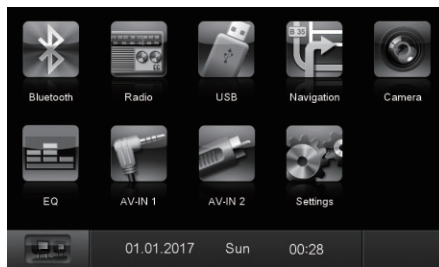 B 35
Bluetooth Radio USB Navigation Camera
EQ AV-IN 1 AV-IN 2 Settings
01.01.2017 Sun 00:28